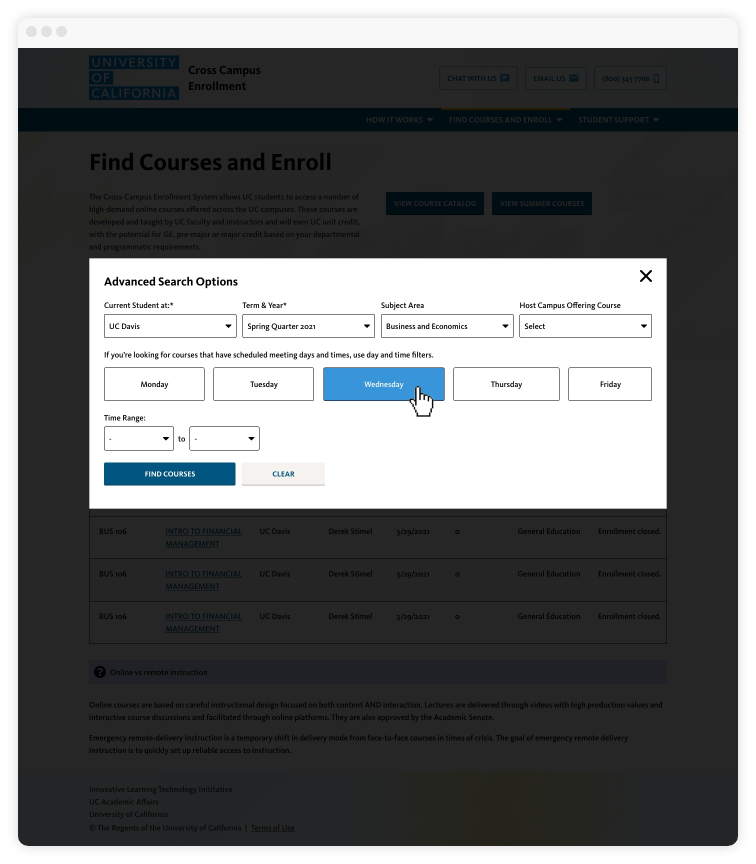 UNIVERSITY
OF
CALIFORNIA
Cross Campus
Enrollment
CHAT WITH US
EMAIL US
(800) 345 7766
HOW IT WORKS
FIND COURSES AND ENROLL
STUDENT SUPPORT
Find Courses and Enroll
The Cross-Campus Enrollment System allows UC students to access a number of
high-demand online courses offered across the UC campuses. These courses are
developed and taught by UC faculty and instructors and will earn UC unit credit,
with the potential for GE, pre-major or major credit based on your departmental
and programmatic requirements.
VIEW COURSE CATALOG
VIEW SUMMER COURSES
Advanced Search Options
Current Student at:*
Term & Year*
Subject Area
Host Campus Offering Course
UC Davis
Spring Quarter 2021
Business and Economics
Select
If you're looking for courses that have scheduled meeting days and times, use day and time filters.
Monday
Tuesday
Wednesday
Thursday
Friday
Time Range:
- to -
FIND COURSES
CLEAR
BUS 106 INTRO TO FINANCIAL UC Davis Derek Stimel 3/29/2021 0 General Education Enrollment closed.
MANAGEMENT
BUS 106 INTRO TO FINANCIAL UC Davis Derek Stimel 3/29/2021 0 General Education Enrollment closed.
MANAGEMENT
BUS 106 INTRO TO FINANCIAL UC Davis Derek Stimel 3/29/2021 0 General Education Enrollment closed.
MANAGEMENT
? Online vs remote instruction
Online courses are based on careful instructional design focused on both content AND interaction. Lectures are delivered through videos with high production values and
interactive course discussions and facilitated through online platforms. They are also approved by the Academic Senate.
Emergency remote-delivery instruction is a temporary shift in delivery mode from face-to-face courses in times of crisis. The goal of emergency remote delivery
instruction is to quickly set up reliable access to instruction.
Innovative Learning Technology Inititative
UC Academic Affairs
University of California
© The Regents of the University of California | Terms of Use